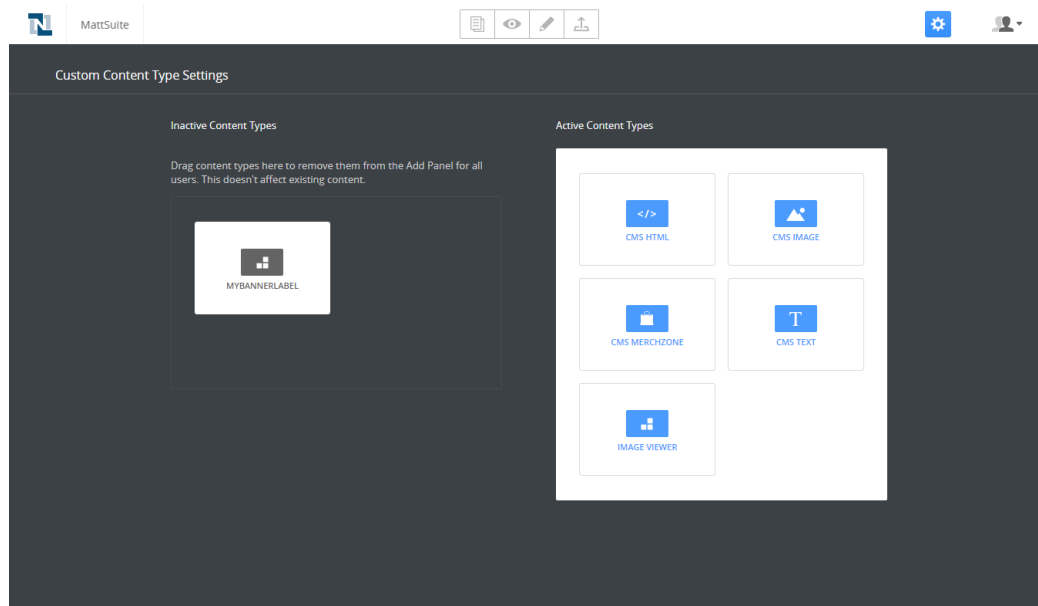 MattSuite
Custom Content Type Settings
Inactive Content Types
Drag content types here to remove them from the Add Panel for all
users. This doesn't affect existing content.
MYBANNERLABEL
Active Content Types
</>
CMS HTML
CMS IMAGE
CMS MERCHZONE
T
CMS TEXT
IMAGE VIEWER